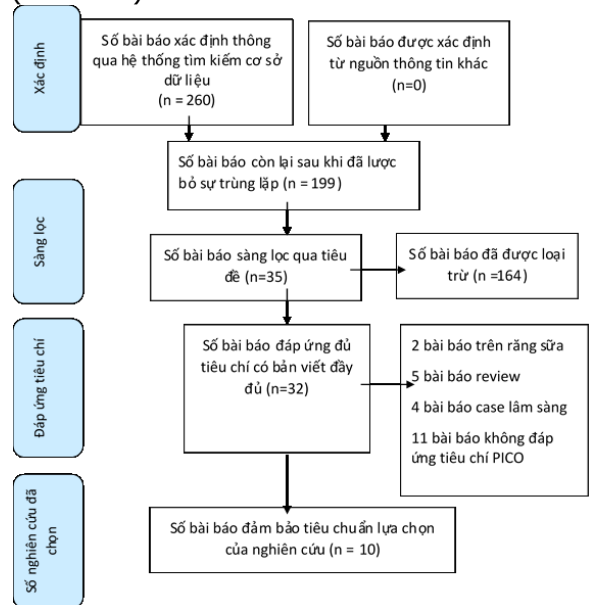 Xác định
Số bài báo xác định thông
qua hệ thống tìm kiếm cơ sở
dữ liệu
(n = 260)
Số bài báo được xác định
từ nguồn thông tin khác
(n=0)
Số bài báo còn lại sau khi đã lược
bỏ sự trùng lặp (n = 199)
Sàng lọc
Số bài báo sàng lọc qua tiêu
đề (n=35)
Số bài báo đã được loại
trừ (n =164)
Đáp ứng tiêu chí
Số bài báo đáp ứng đủ
tiêu chí có bản viết đầy
đủ (n=32)
2 bài báo trên răng sữa
5 bài báo review
4 bài báo case lâm sàng
11 bài báo không đáp
ứng tiêu chí PICO
Số nghiên cứu đã
chọn
Số bài báo đảm bảo tiêu chuẩn lựa chọn
của nghiên cứu (n = 10)